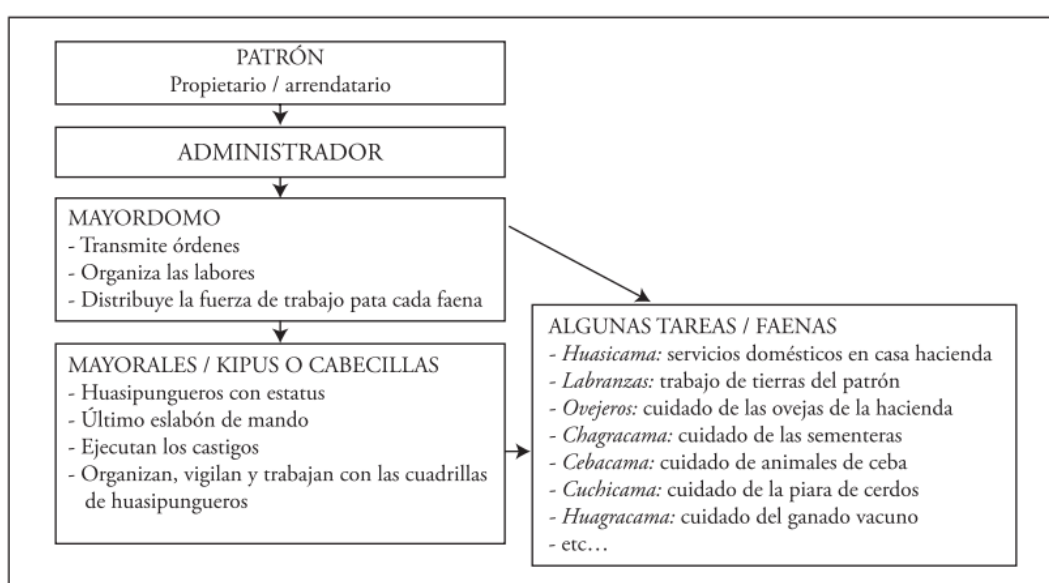 PATRÓN
Propietario / arrendatario
ADMINISTRADOR
MAYORDOMO
- Transmite órdenes
- Organiza las labores
- Distribuye la fuerza de trabajo pata cada faena
MAYORALES / KIPUS O CABECILLAS
- Huasipungueros con estatus
- Último eslabón de mando
- Ejecutan los castigos
- Organizan, vigilan y trabajan con las cuadrillas
de huasipungueros
ALGUNAS TAREAS / FAENAS
- Huasicama: servicios domésticos en casa hacienda
- Labranzas: trabajo de tierras del patrón
- Ovejeros: cuidado de las ovejas de la hacienda
- Chagracama: cuidado de las sementeras
- Cebacama: cuidado de animales de ceba
- Cuchicama: cuidado de la piara de cerdos
- Huagracama: cuidado del ganado vacuno
- etc…